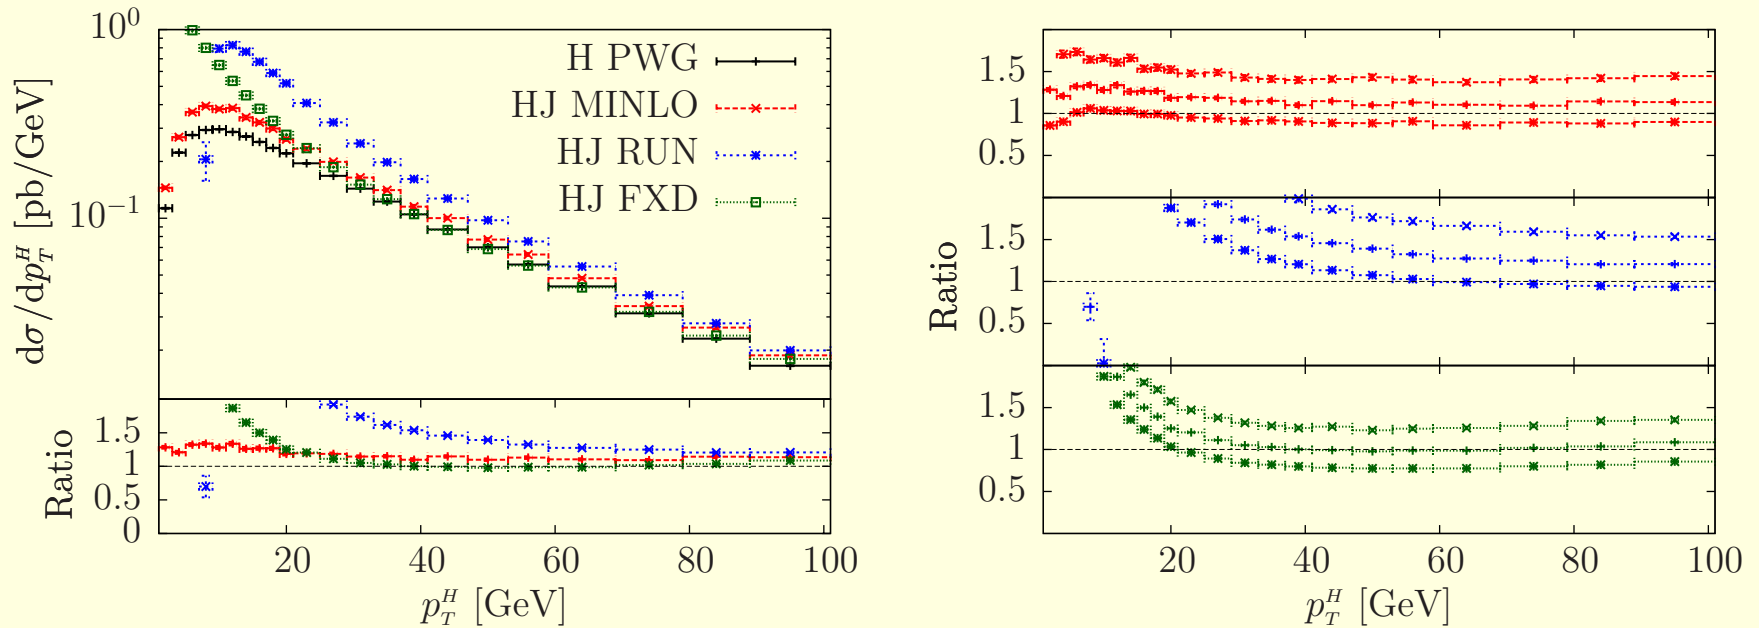 10^0
10^{-1}
dσ/dp_T^H [pb/GeV]
H PWG
HJ MINLO
HJ RUN
HJ FXD
Ratio
1.5
1
0.5
0
20 40 60 80 100
p_T^H [GeV]
Ratio
1.5
1
0.5
1.5
1
0.5
1.5
1
0.5
20 40 60 80 100
p_T^H [GeV]